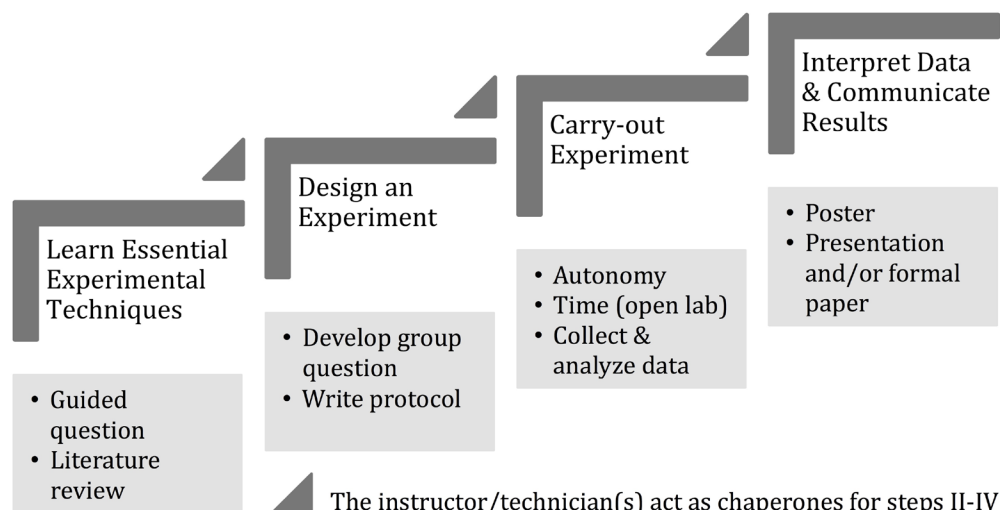 Learn Essential
Experimental
Techniques
• Guided
question
• Literature
review
Design an
Experiment
• Develop group
question
• Write protocol
Carry-out
Experiment
• Autonomy
• Time (open lab)
• Collect &
analyze data
Interpret Data
& Communicate
Results
• Poster
• Presentation
and/or formal
paper
The instructor/technician(s) act as chaperones for steps II-IV